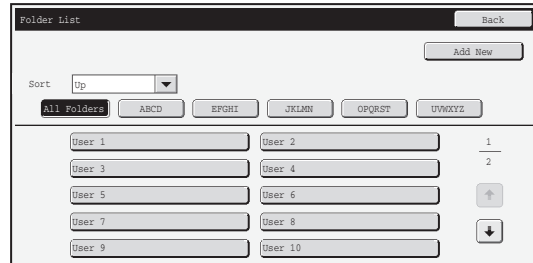 Folder List
Back
Add New
Sort Up
All Folders ABCD EFGHI JKLMN OPQRST UVWXYZ
User 1 User 2
1
User 3 User 4
2
User 5 User 6
User 7 User 8
User 9 User 10